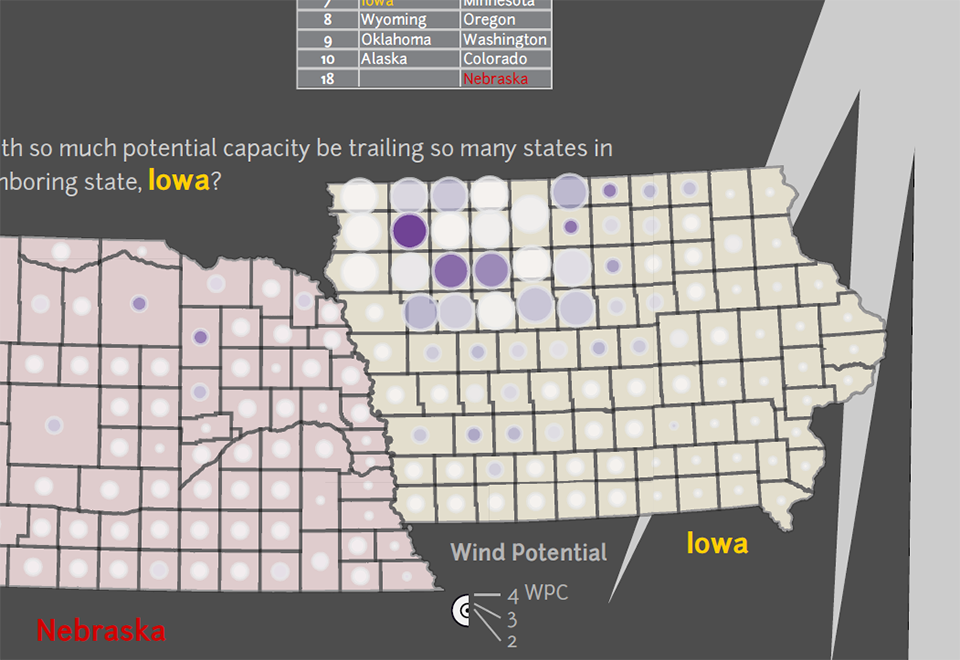 7 Iowa Minnesota
8 Wyoming Oregon
9 Oklahoma Washington
10 Alaska Colorado
18 Nebraska
th so much potential capacity be trailing so many states in
nboring state, Iowa?
Wind Potential
4 WPC
3
2
Iowa
Nebraska